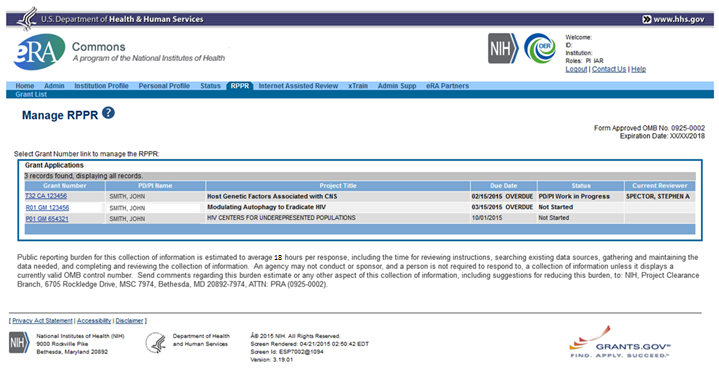 U.S. Department of Health & Human Services
www.hhs.gov
eRA
Commons
A program of the National Institutes of Health
NIH
OER
Welcome:
ID:
Institution:
Roles: PI IAR
Logout | Contact Us | Help
Home Admin Institution Profile Personal Profile Status RPPR Internet Assisted Review xTrain Admin Supp eRA Partners
Grant List
Manage RPPR ?
Form Approved OMB No. 0925-0002
Expiration Date: XX/XX/2018
Select Grant Number link to manage the RPPR:
Grant Applications
3 records found, displaying all records.
Grant Number PD/PI Name Project Title Due Date Status Current Reviewer
T32 CA 123456 SMITH, JOHN Host Genetic Factors Associated with CNS 02/15/2015 OVERDUE PD/PI Work in Progress SPECTOR, STEPHEN A
R01 GM 123456 SMITH, JOHN Modulating Autophagy to Eradicate HIV 03/15/2015 OVERDUE Not Started
P01 GM 654321 SMITH, JOHN HIV CENTERS FOR UNDEREPRESENTED POPULATIONS 10/01/2015 Not Started
Public reporting burden for this collection of information is estimated to average 18 hours per response, including the time for reviewing instructions, searching existing data sources, gathering and maintaining the
data needed, and completing and reviewing the collection of information. An agency may not conduct or sponsor, and a person is not required to respond to, a collection of information unless it displays a
currently valid OMB control number. Send comments regarding this burden estimate or any other aspect of this collection of information, including suggestions for reducing this burden, to: NIH, Project Clearance
Branch, 6705 Rockledge Drive, MSC 7974, Bethesda, MD 20892-7974, ATTN: PRA (0925-0002).
[ Privacy Act Statement | Accessibility | Disclaimer ]
NIH
National Institutes of Health (NIH)
9000 Rockville Pike
Bethesda, Maryland 20892
Department of Health
and Human Services
Â© 2015 NIH. All Rights Reserved.
Screen Rendered: 04/21/2015 02:50:42 EDT
Screen Id: ESP7002@1094
Version: 3.19.01
GRANTS.GOV℠
FIND. APPLY. SUCCEED.℠